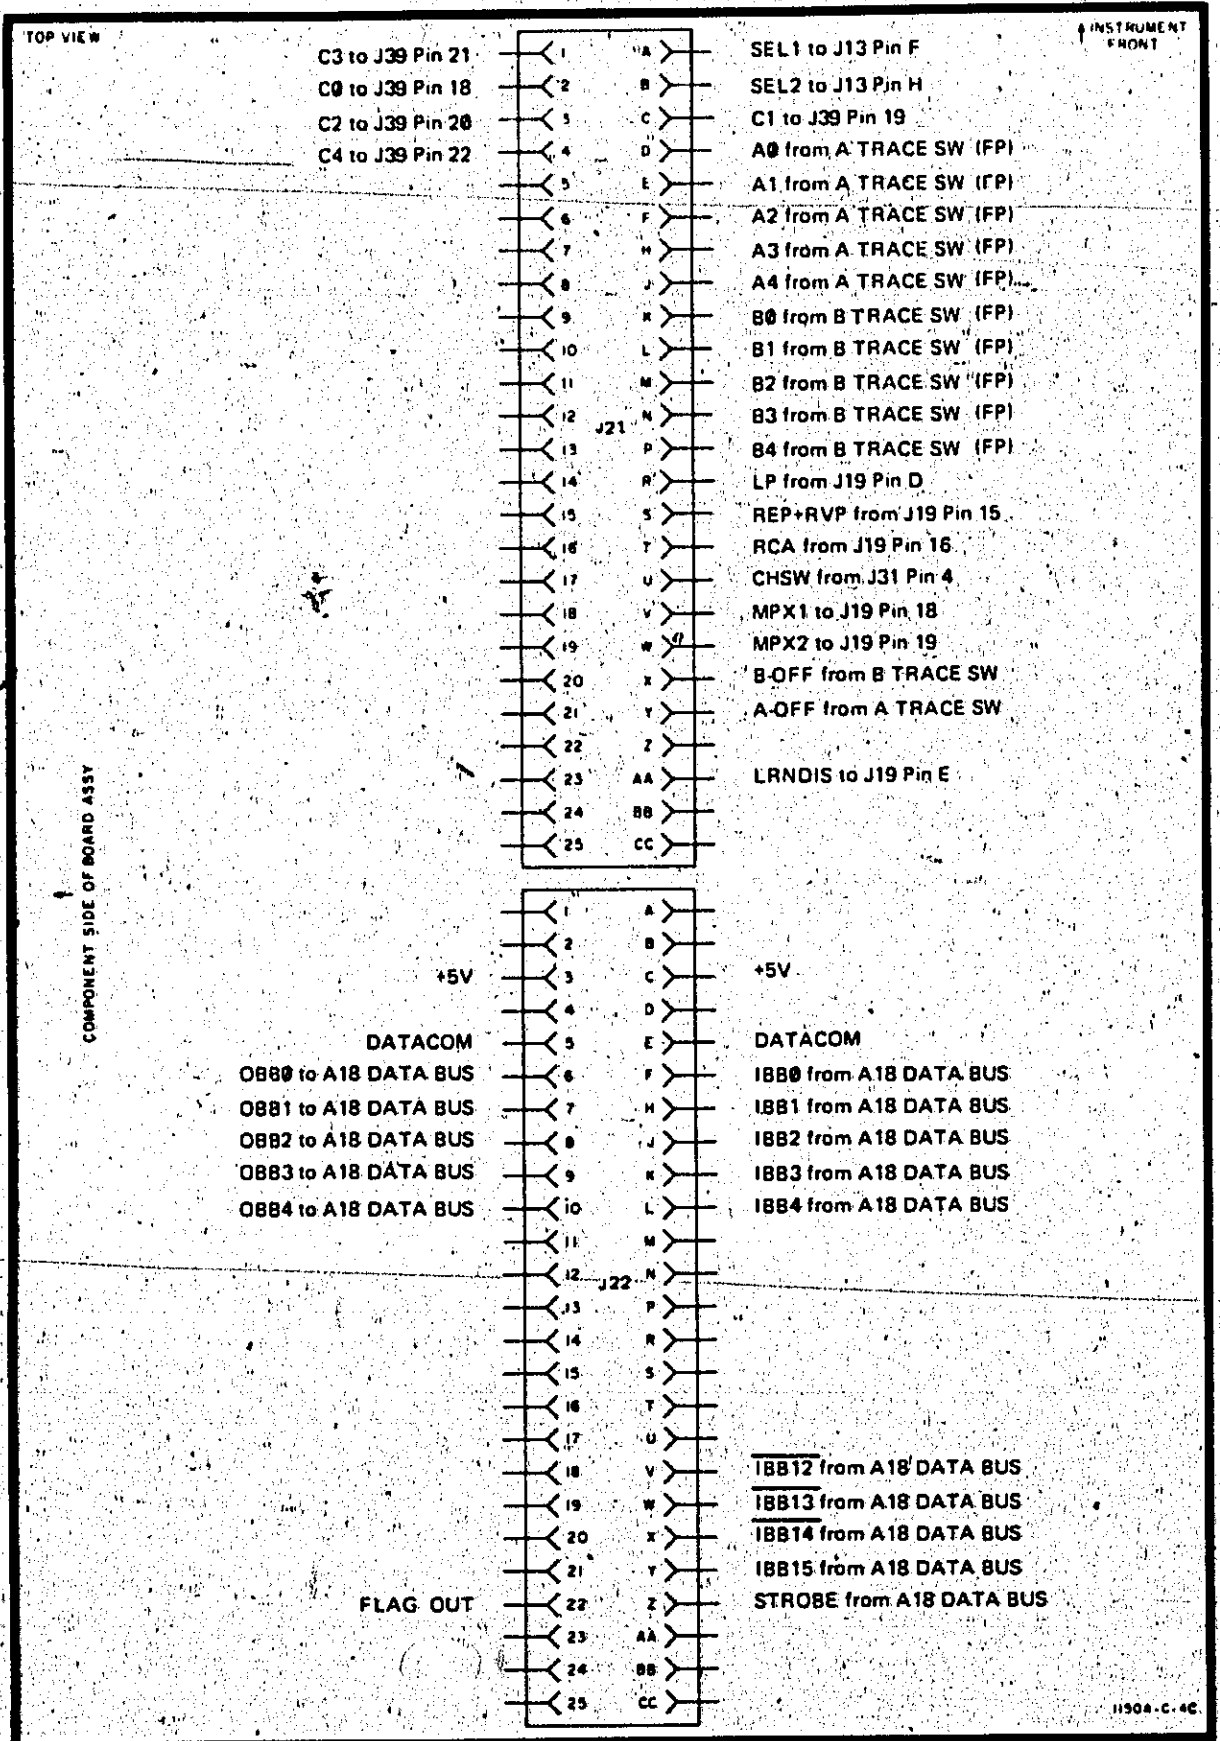 TOP VIEW
INSTRUMENT
FRONT
C3 to J39 Pin 21 1 A SEL1 to J13 Pin F
C0 to J39 Pin 18 2 B SEL2 to J13 Pin H
C2 to J39 Pin 20 3 C C1 to J39 Pin 19
C4 to J39 Pin 22 4 D A0 from A TRACE SW (FP)
5 E A1 from A TRACE SW (FP)
6 F A2 from A TRACE SW (FP)
7 H A3 from A TRACE SW (FP)
8 J A4 from A TRACE SW (FP)
9 K B0 from B TRACE SW (FP)
10 L B1 from B TRACE SW (FP)
11 M B2 from B TRACE SW (FP)
12 N B3 from B TRACE SW (FP)
J21
13 P B4 from B TRACE SW (FP)
14 R LP from J19 Pin D
15 S REP+RVP from J19 Pin 15
16 T RCA from J19 Pin 16
17 U CHSW from J31 Pin 4
18 V MPX1 to J19 Pin 18
19 W MPX2 to J19 Pin 19
20 X B-OFF from B TRACE SW
21 Y A-OFF from A TRACE SW
22 Z
23 AA LRNDIS to J19 Pin E
24 BB
25 CC
COMPONENT SIDE OF BOARD ASSY
1 A
2 B
+5V 3 C +5V
4 D
DATACOM 5 E DATACOM
OBB0 to A18 DATA BUS 6 F IBB0 from A18 DATA BUS
OBB1 to A18 DATA BUS 7 H IBB1 from A18 DATA BUS
OBB2 to A18 DATA BUS 8 J IBB2 from A18 DATA BUS
OBB3 to A18 DATA BUS 9 K IBB3 from A18 DATA BUS
OBB4 to A18 DATA BUS 10 L IBB4 from A18 DATA BUS
11 M
12 N
J22
13 P
14 R
15 S
16 T
17 U
18 V IBB12 from A18 DATA BUS
19 W IBB13 from A18 DATA BUS
20 X IBB14 from A18 DATA BUS
21 Y IBB15 from A18 DATA BUS
FLAG OUT 22 Z STROBE from A18 DATA BUS
23 AA
24 BB
25 CC
1150A-C-4C